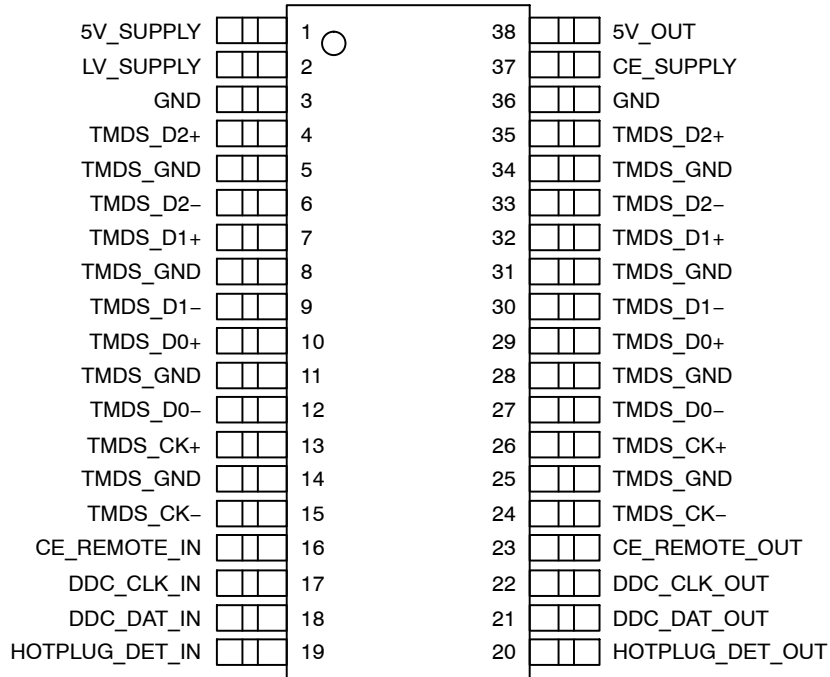 5V_SUPPLY 1 38 5V_OUT
LV_SUPPLY 2 37 CE_SUPPLY
GND 3 36 GND
TMDS_D2+ 4 35 TMDS_D2+
TMDS_GND 5 34 TMDS_GND
TMDS_D2− 6 33 TMDS_D2−
TMDS_D1+ 7 32 TMDS_D1+
TMDS_GND 8 31 TMDS_GND
TMDS_D1− 9 30 TMDS_D1−
TMDS_D0+ 10 29 TMDS_D0+
TMDS_GND 11 28 TMDS_GND
TMDS_D0− 12 27 TMDS_D0−
TMDS_CK+ 13 26 TMDS_CK+
TMDS_GND 14 25 TMDS_GND
TMDS_CK− 15 24 TMDS_CK−
CE_REMOTE_IN 16 23 CE_REMOTE_OUT
DDC_CLK_IN 17 22 DDC_CLK_OUT
DDC_DAT_IN 18 21 DDC_DAT_OUT
HOTPLUG_DET_IN 19 20 HOTPLUG_DET_OUT